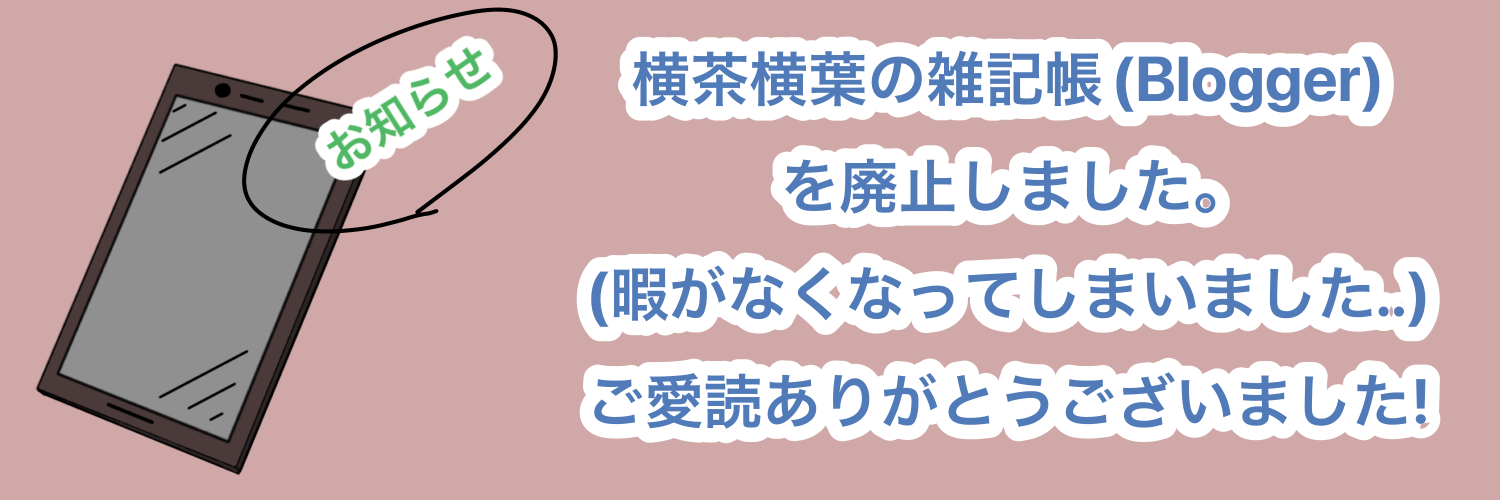 お知らせ
横茶横葉の雑記帳(Blogger)
を廃止しました。
(暇がなくなってしまいました..)
ご愛読ありがとうございました!